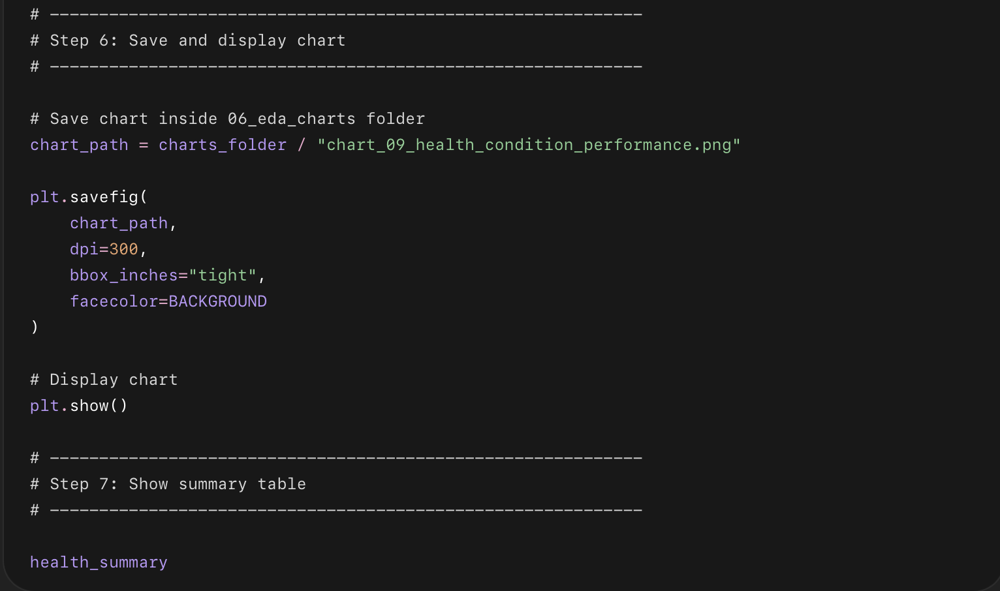 # ————————————————————————————————————————————————————————————
# Step 6: Save and display chart
# ————————————————————————————————————————————————————————————
# Save chart inside 06_eda_charts folder
chart_path = charts_folder / "chart_09_health_condition_performance.png"
plt.savefig(
    chart_path,
    dpi=300,
    bbox_inches="tight",
    facecolor=BACKGROUND
)
# Display chart
plt.show()
# ————————————————————————————————————————————————————————————
# Step 7: Show summary table
# ————————————————————————————————————————————————————————————
health_summary